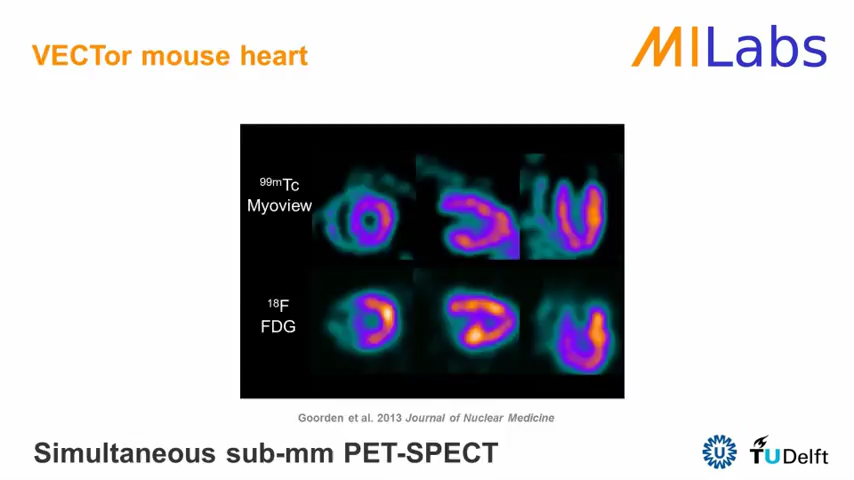 VECTor mouse heart
MILabs
99mTc
Myoview
18F
FDG
Goorden et al. 2013 Journal of Nuclear Medicine
Simultaneous sub-mm PET-SPECT
U
TUDelft